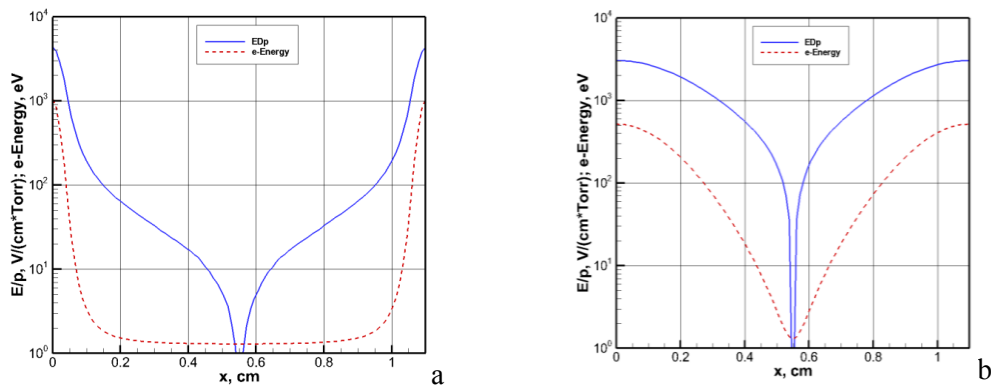 10⁴
EDp
e-Energy
10³
10²
10¹
10⁰
E/p, V/(cm*Torr); e-Energy, eV
0 0.2 0.4 0.6 0.8 1
x, cm
a
10⁴
EDp
e-Energy
10³
10²
10¹
10⁰
E/p, V/(cm*Torr); e-Energy, eV
0 0.2 0.4 0.6 0.8 1
x, cm
b